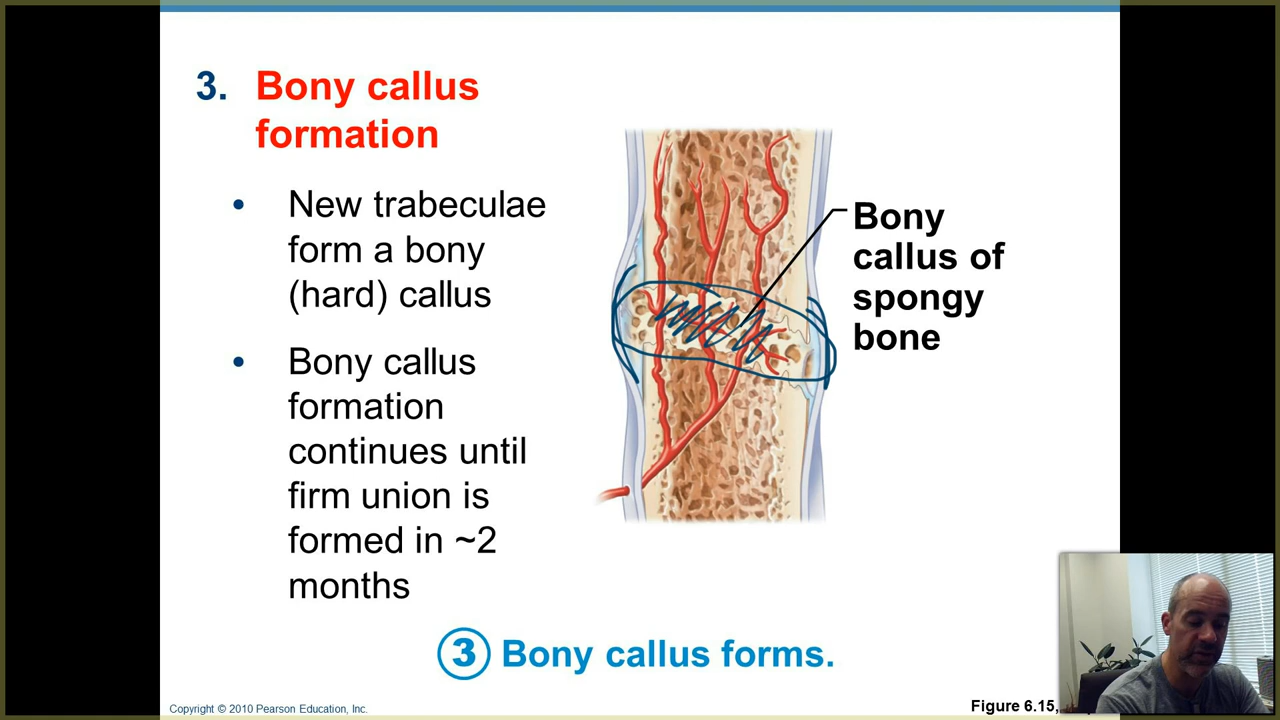 3. Bony callus
formation
• New trabeculae
form a bony
(hard) callus
• Bony callus
formation
continues until
firm union is
formed in ~2
months
Bony
callus of
spongy
bone
3 Bony callus forms.
Copyright © 2010 Pearson Education, Inc.
Figure 6.15,